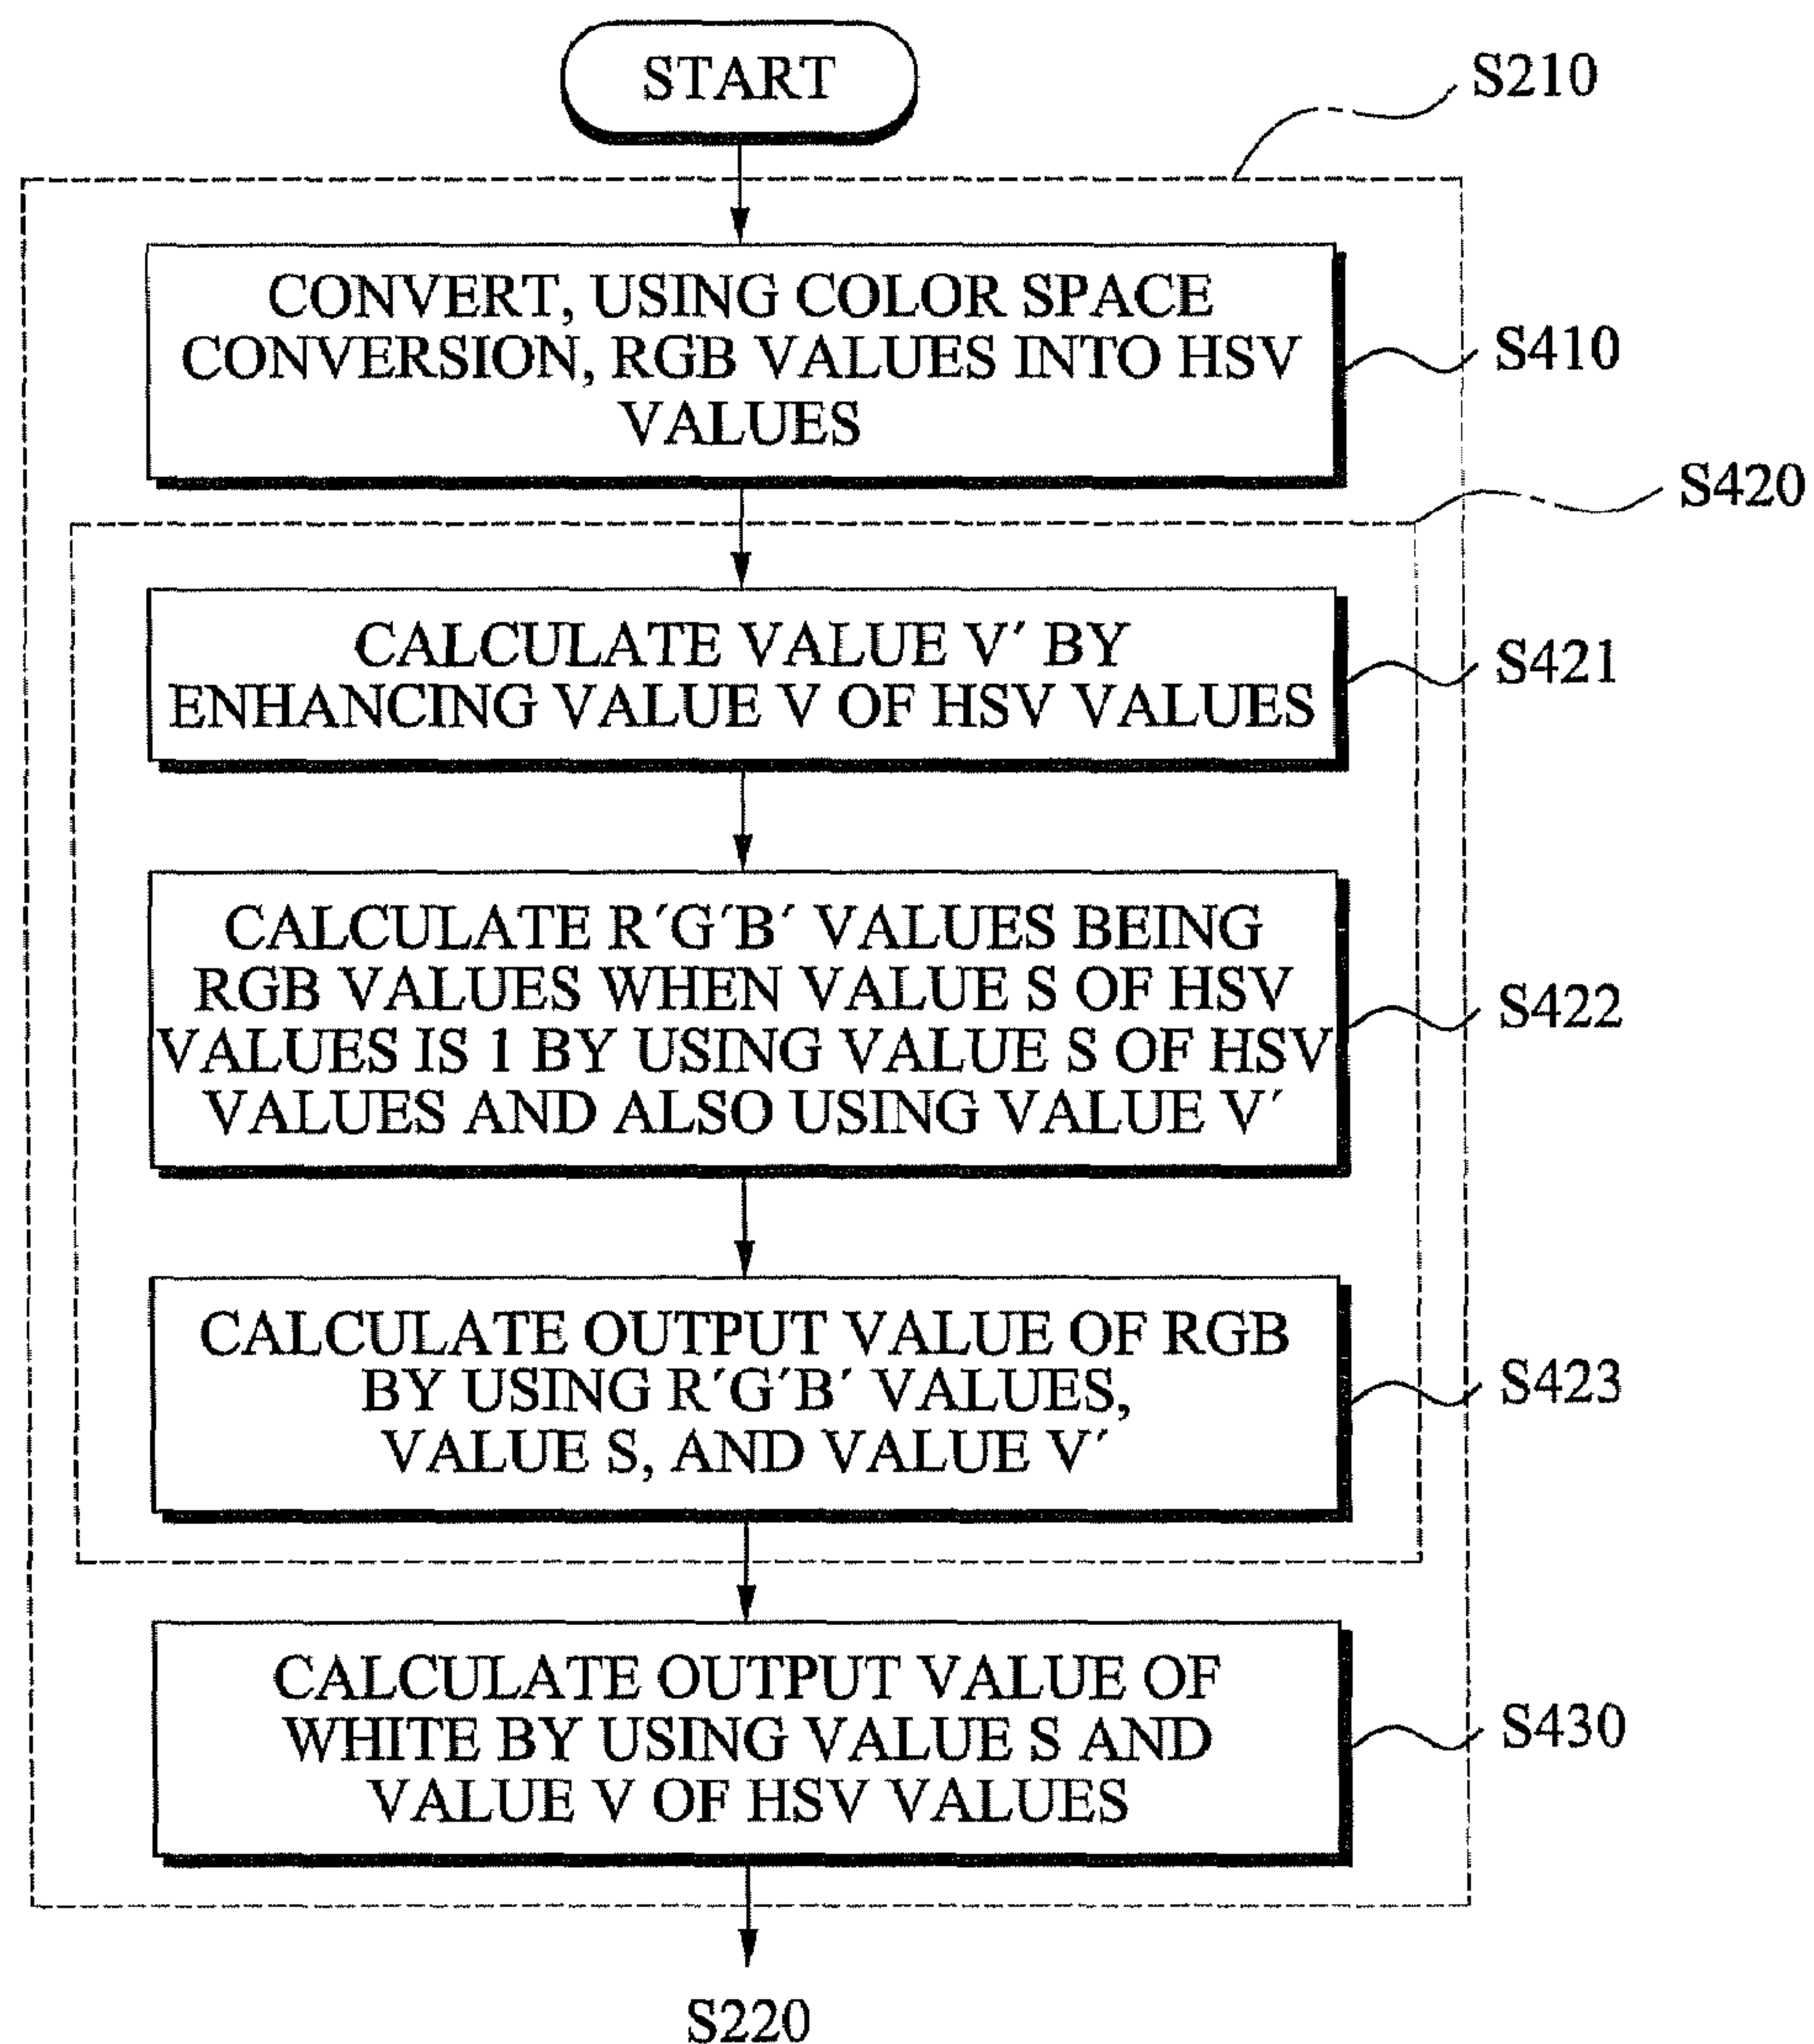 START
S210
CONVERT, USING COLOR SPACE
CONVERSION, RGB VALUES INTO HSV
VALUES
S410
S420
CALCULATE VALUE V′ BY
ENHANCING VALUE V OF HSV VALUES
S421
CALCULATE R′G′B′ VALUES BEING
RGB VALUES WHEN VALUE S OF HSV
VALUES IS 1 BY USING VALUE S OF HSV
VALUES AND ALSO USING VALUE V′
S422
CALCULATE OUTPUT VALUE OF RGB
BY USING R′G′B′ VALUES,
VALUE S, AND VALUE V′
S423
CALCULATE OUTPUT VALUE OF
WHITE BY USING VALUE S AND
VALUE V OF HSV VALUES
S430
S220